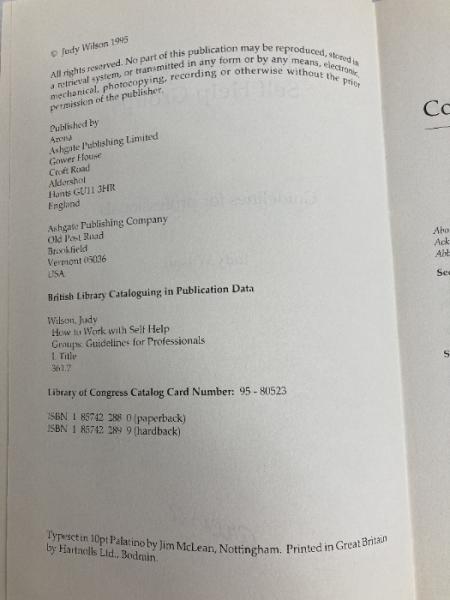 © Judy Wilson 1995
All rights reserved. No part of this publication may be reproduced, stored in
a retrieval system, or transmitted in any form or by any means, electronic,
mechanical, photocopying, recording or otherwise without the prior
permission of the publisher.
Published by
Arena
Ashgate Publishing Limited
Gower House
Croft Road
Aldershot
Hants GU11 3HR
England
Ashgate Publishing Company
Old Post Road
Brookfield
Vermont 05036
USA
British Library Cataloguing in Publication Data
Wilson, Judy
How to Work with Self Help
Groups: Guidelines for Professionals
I. Title
361.7
Library of Congress Catalog Card Number: 95 - 80523
ISBN 1 85742 288 0 (paperback)
ISBN 1 85742 289 9 (hardback)
Typeset in 10pt Palatino by Jim McLean, Nottingham. Printed in Great Britain
by Hartnolls Ltd., Bodmin.
Co
Abo
Ack
Abb
Sec
S